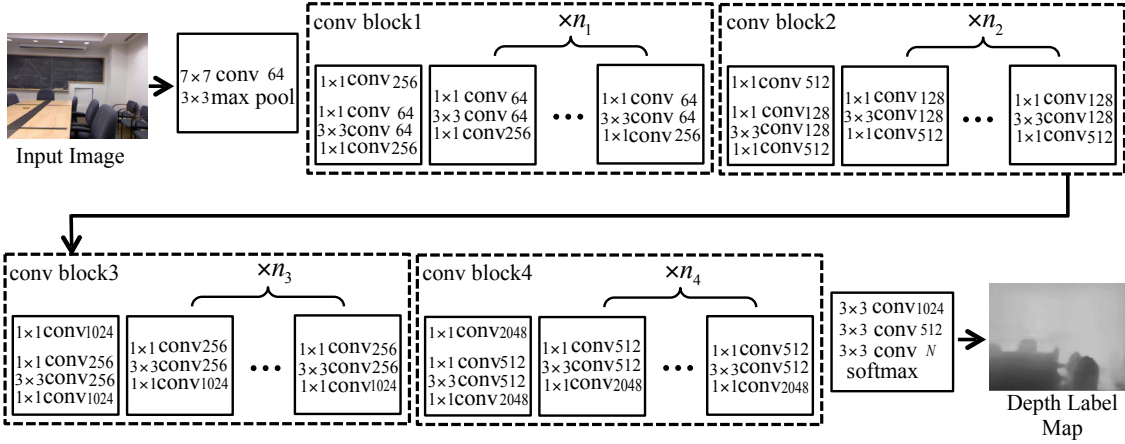 conv block1
×n1
conv block2
×n2
7×7 conv 64
3×3 max pool
Input Image
1×1 conv 256
1×1 conv 64
3×3 conv 64
1×1 conv 256
1×1 conv 64
3×3 conv 64
1×1 conv 256
•••
1×1 conv 64
3×3 conv 64
1×1 conv 256
1×1 conv 512
1×1 conv 128
3×3 conv 128
1×1 conv 512
1×1 conv 128
3×3 conv 128
1×1 conv 512
•••
1×1 conv 128
3×3 conv 128
1×1 conv 512
conv block3
×n3
conv block4
×n4
1×1 conv 1024
1×1 conv 256
3×3 conv 256
1×1 conv 1024
1×1 conv 256
3×3 conv 256
1×1 conv 1024
•••
1×1 conv 256
3×3 conv 256
1×1 conv 1024
1×1 conv 2048
1×1 conv 512
3×3 conv 512
1×1 conv 2048
1×1 conv 512
3×3 conv 512
1×1 conv 2048
•••
1×1 conv 512
3×3 conv 512
1×1 conv 2048
3×3 conv 1024
3×3 conv 512
3×3 conv N
softmax
Depth Label
Map